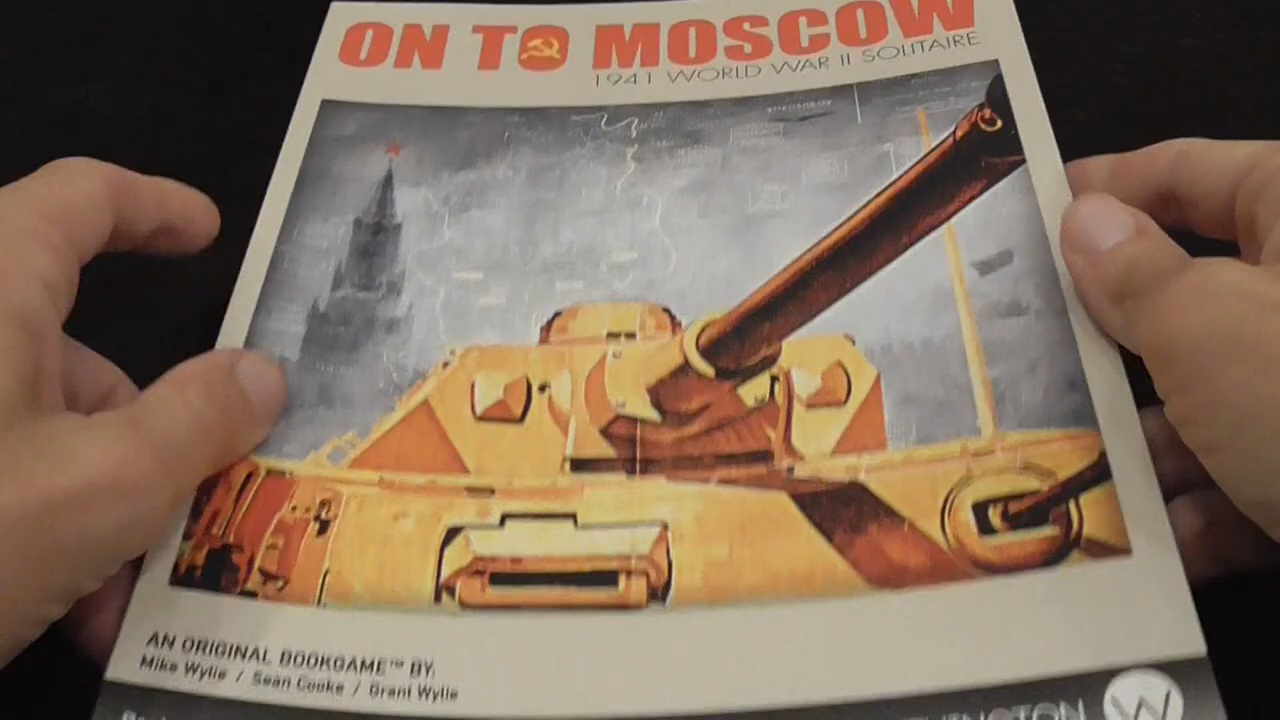 ON TO MOSCOW
1941 WORLD WAR II SOLITAIRE
AN ORIGINAL BOOKGAME™ BY:
Mike Wylie / Sean Cooke / Grant Wylie
W